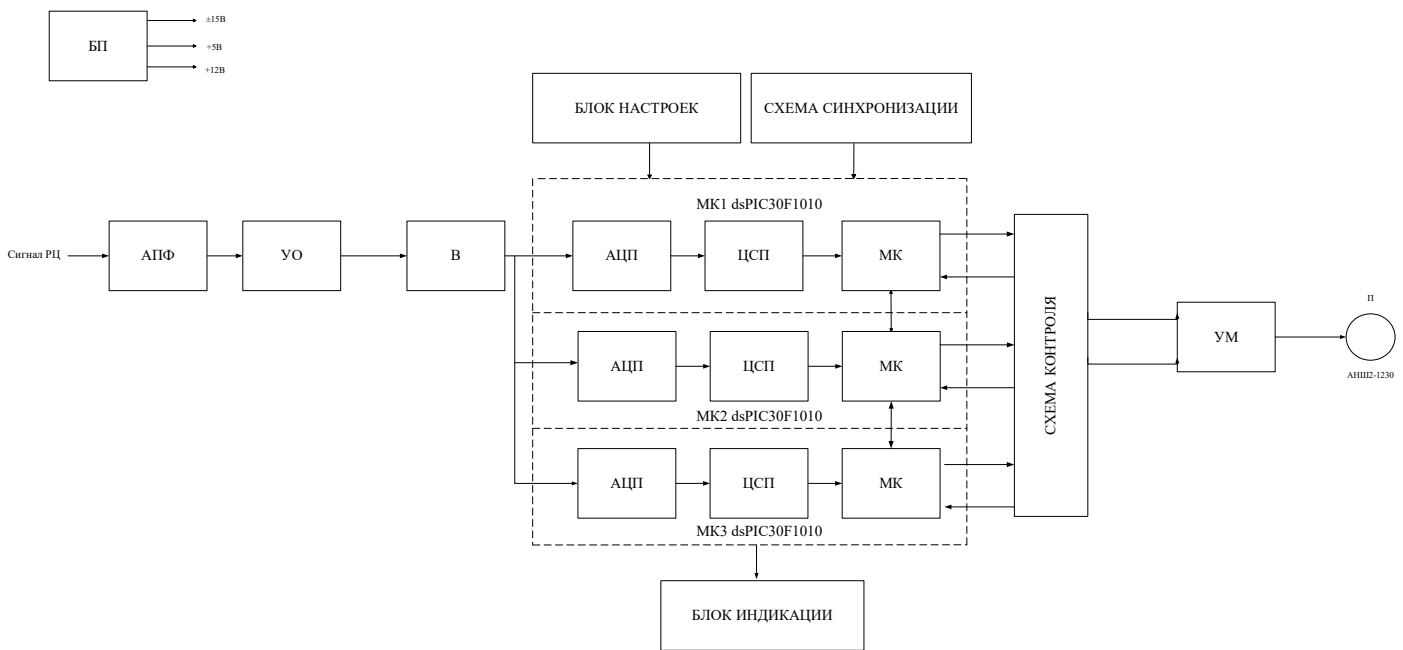 БП
±15В
+5В
+12В
БЛОК НАСТРОЕК
СХЕМА СИНХРОНИЗАЦИИ
МК1 dsPIC30F1010
Сигнал РЦ
АПФ
УО
В
АЦП
ЦСП
МК
АЦП
ЦСП
МК
МК2 dsPIC30F1010
АЦП
ЦСП
МК
МК3 dsPIC30F1010
СХЕМА КОНТРОЛЯ
УМ
П
АНШ2-1230
БЛОК ИНДИКАЦИИ